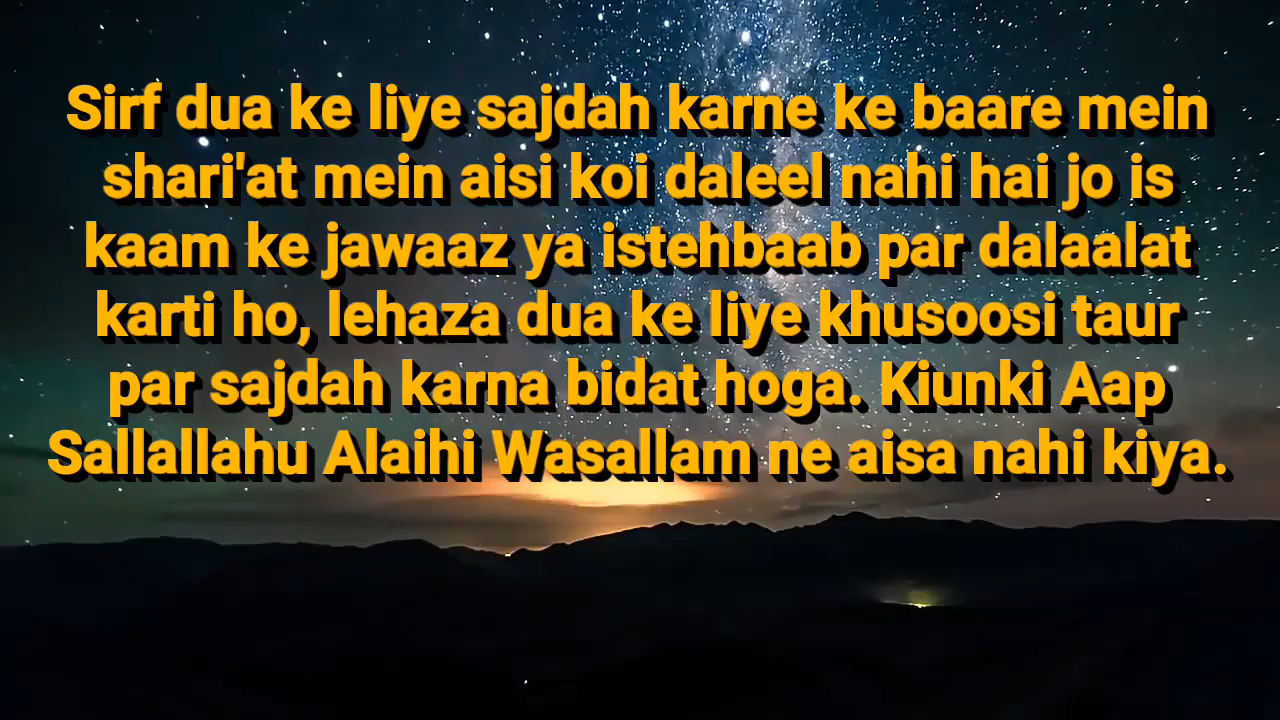 Sirf dua ke liye sajdah karne ke baare mein
shari'at mein aisi koi daleel nahi hai jo is
kaam ke jawaaz ya istehbaab par dalaalat
karti ho, lehaza dua ke liye khusoosi taur
par sajdah karna bidat hoga. Kiunki Aap
Sallallahu Alaihi Wasallam ne aisa nahi kiya.